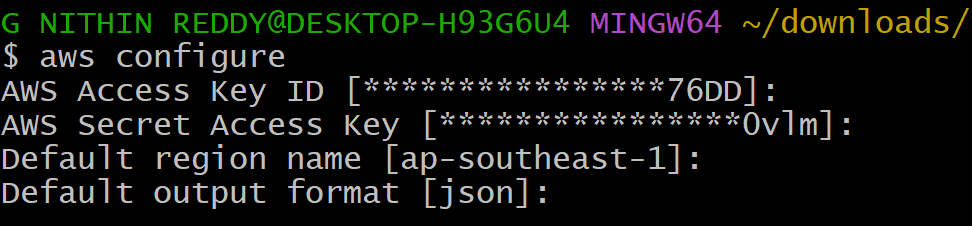 G NITHIN REDDY@DESKTOP-H93G6U4 MINGW64 ~/downloads/
$ aws configure
AWS Access Key ID [****************76DD]:
AWS Secret Access Key [****************0vlm]:
Default region name [ap-southeast-1]:
Default output format [json]: